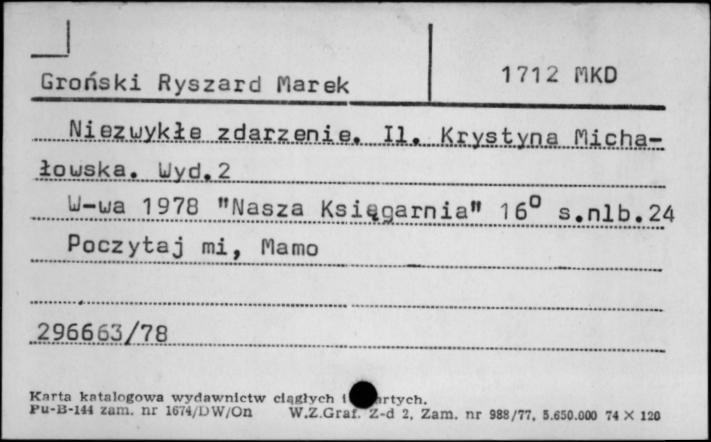 Groński Ryszard Marek
1712 MKD
Niezwykłe zdarzenie. Il. Krystyna Micha-
łowska. Wyd.2
W-wa 1978 "Nasza Księgarnia" 16° s.nlb.24
Poczytaj mi, Mamo
296663/78
Karta katalogowa wydawnictw ciągłych i
Pu-B-144 zam. nr 1674/DW/On W.Z.Graf. Z-d 2, Zam. nr 988/77, 5.650.000 74 X 120